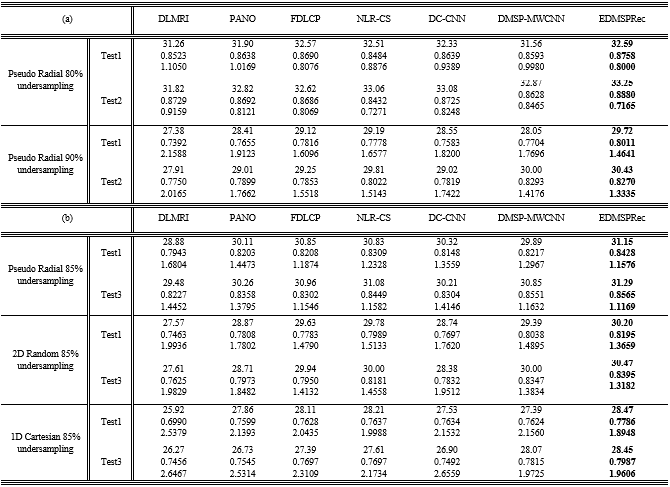 (a) DLMRI PANO FDLCP NLR-CS DC-CNN DMSP-MWCNN EDMSPRec
31.26 31.90 32.57 32.51 32.33 31.56 32.59
Test1 0.8523 0.8638 0.8690 0.8484 0.8639 0.8593 0.8758
1.1050 1.0169 0.8076 0.8876 0.9389 0.9980 0.8000
Pseudo Radial 80%
undersampling
31.82 32.82 32.62 33.06 33.08 32.87 33.25
Test2 0.8729 0.8692 0.8686 0.8432 0.8725 0.8628 0.8880
0.9159 0.8121 0.8069 0.7271 0.8248 0.8465 0.7165
27.38 28.41 29.12 29.19 28.55 28.05 29.72
Test1 0.7392 0.7655 0.7816 0.7778 0.7583 0.7704 0.8011
2.1588 1.9123 1.6096 1.6577 1.8200 1.7696 1.4641
Pseudo Radial 90%
undersampling
27.91 29.01 29.25 29.81 29.02 30.00 30.43
Test2 0.7750 0.7899 0.7853 0.8022 0.7819 0.8293 0.8270
2.0165 1.7662 1.5518 1.5143 1.7422 1.4176 1.3335
(b) DLMRI PANO FDLCP NLR-CS DC-CNN DMSP-MWCNN EDMSPRec
28.88 30.11 30.85 30.83 30.32 29.89 31.15
Test1 0.7943 0.8203 0.8208 0.8309 0.8148 0.8217 0.8428
1.6804 1.4473 1.1874 1.2328 1.3559 1.2967 1.1576
Pseudo Radial 85%
undersampling
29.48 30.26 30.96 31.08 30.21 30.85 31.29
Test3 0.8227 0.8358 0.8302 0.8449 0.8304 0.8551 0.8565
1.4452 1.3795 1.1546 1.1582 1.4146 1.1632 1.1169
27.57 28.87 29.63 29.78 28.74 29.39 30.20
Test1 0.7463 0.7808 0.7783 0.7989 0.7697 0.8038 0.8195
1.9936 1.7802 1.4790 1.5133 1.7620 1.4895 1.3659
2D Random 85%
undersampling
27.61 28.71 29.94 30.00 28.38 30.00 30.47
Test3 0.7625 0.7973 0.7950 0.8181 0.7832 0.8347 0.8395
1.9829 1.8482 1.4132 1.4558 1.9512 1.3834 1.3182
25.92 27.86 28.11 28.21 27.53 27.39 28.47
Test1 0.6990 0.7599 0.7628 0.7637 0.7634 0.7624 0.7786
2.5379 2.1393 2.0435 1.9988 2.1532 2.1560 1.8948
1D Cartesian 85%
undersampling
26.27 26.73 27.39 27.61 26.90 28.07 28.45
Test3 0.7456 0.7545 0.7697 0.7697 0.7492 0.7815 0.7987
2.6467 2.5314 2.3109 2.1734 2.6559 1.9725 1.9606